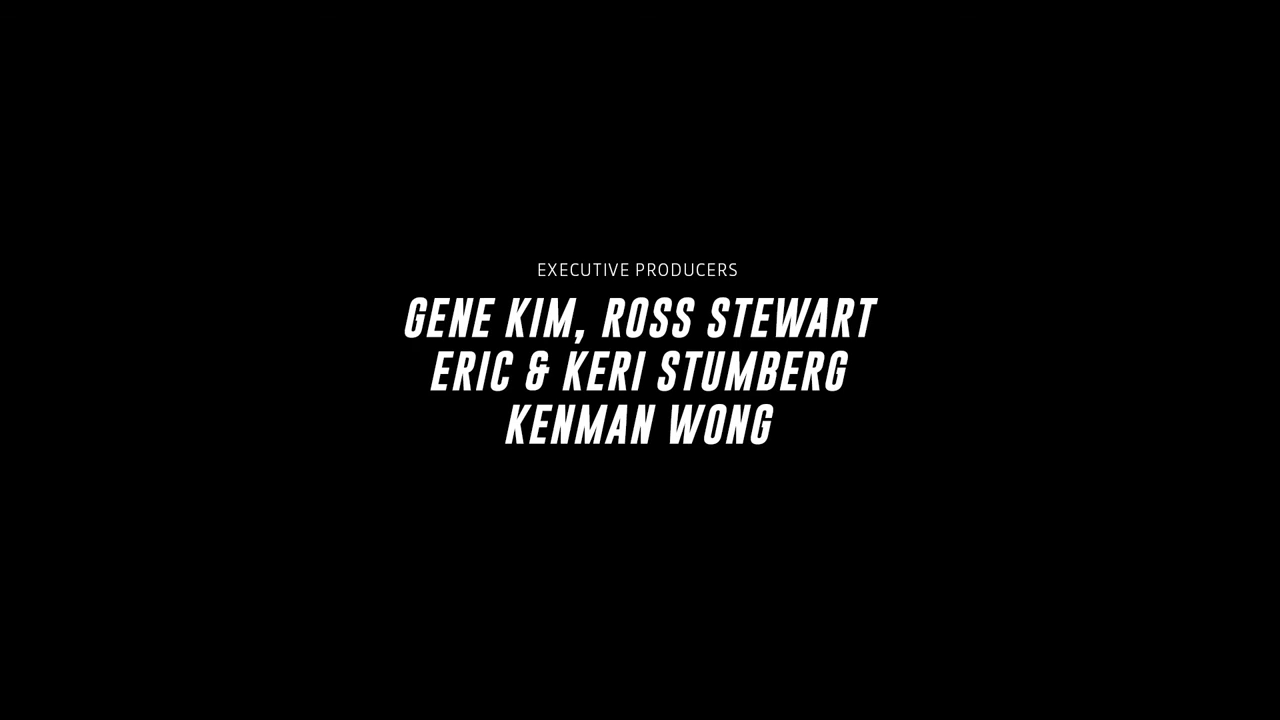 EXECUTIVE PRODUCERS
GENE KIM, ROSS STEWART
ERIC & KERI STUMBERG
KENMAN WONG